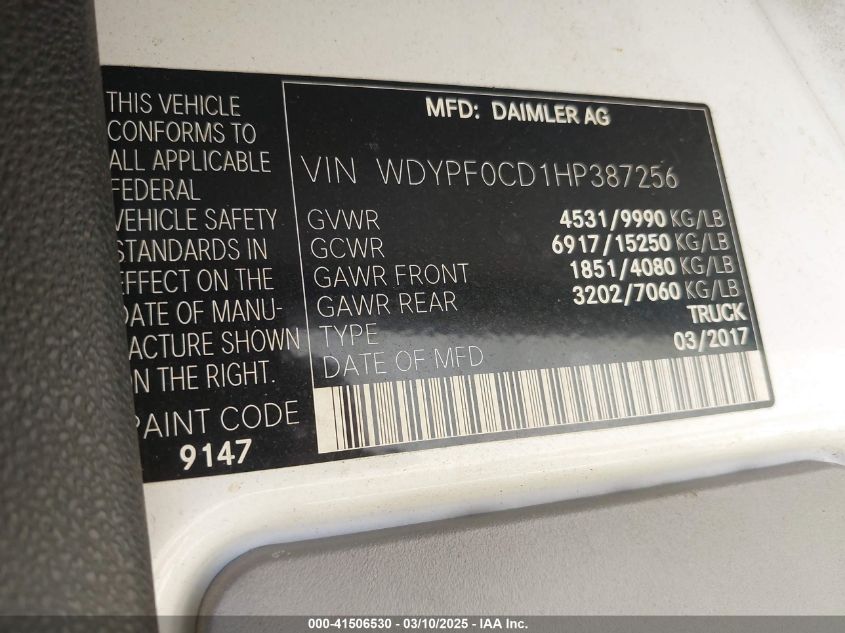 THIS VEHICLE
CONFORMS TO
ALL APPLICABLE
FEDERAL
VEHICLE SAFETY
STANDARDS IN
EFFECT ON THE
DATE OF MANU-
FACTURE SHOWN
ON THE RIGHT.
PAINT CODE
9147
MFD: DAIMLER AG
VIN WDYPF0CD1HP387256
GVWR 4531/9990 KG/LB
GCWR 6917/15250 KG/LB
GAWR FRONT 1851/4080 KG/LB
GAWR REAR 3202/7060 KG/LB
TYPE TRUCK
DATE OF MFD 03/2017
000-41506530 - 03/10/2025 - IAA Inc.